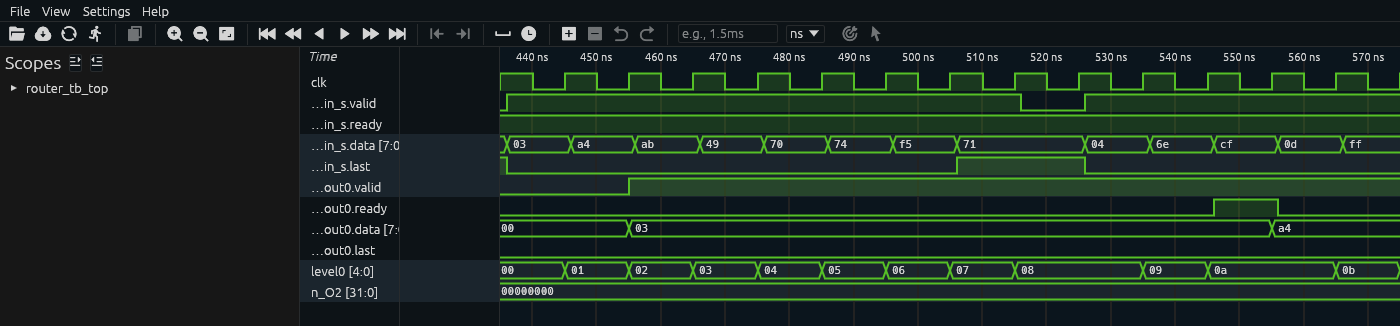 File View Settings Help
e.g., 1.5ms ns
Scopes
router_tb_top
Time 440 ns 450 ns 460 ns 470 ns 480 ns 490 ns 500 ns 510 ns 520 ns 530 ns 540 ns 550 ns 560 ns 570 ns
clk
…in_s.valid
…in_s.ready
…in_s.data [7:0 03 a4 ab 49 70 74 f5 71 04 6e cf 0d ff
…in_s.last
…out0.valid
…out0.ready
…out0.data [7:0 00 03 a4
…out0.last
level0 [4:0] 00 01 02 03 04 05 06 07 08 09 0a 0b
n_O2 [31:0] 00000000